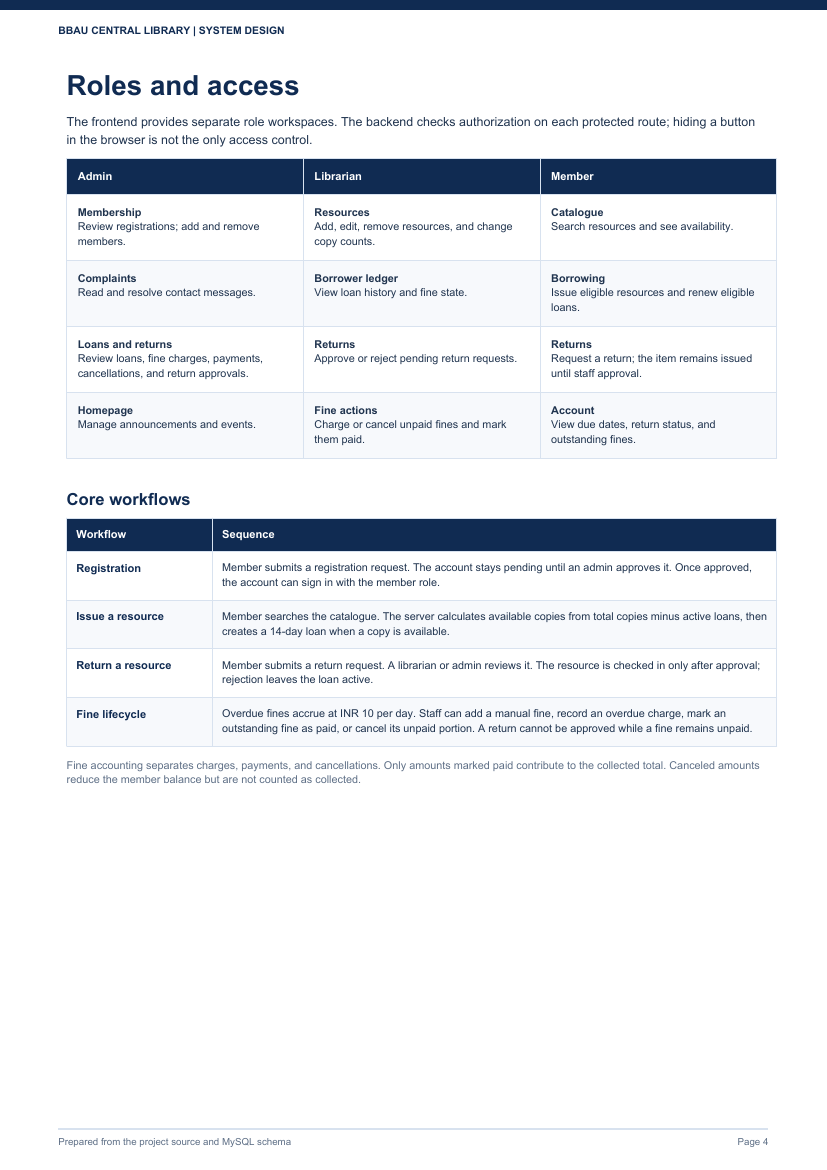 BBAU CENTRAL LIBRARY | SYSTEM DESIGN
Roles and access
The frontend provides separate role workspaces. The backend checks authorization on each protected route; hiding a button
in the browser is not the only access control.
Admin
Librarian
Member
Membership
Review registrations; add and remove
members.
Resources
Add, edit, remove resources, and change
copy counts.
Catalogue
Search resources and see availability.
Complaints
Read and resolve contact messages.
Borrower ledger
View loan history and fine state.
Borrowing
Issue eligible resources and renew eligible
loans.
Loans and returns
Review loans, fine charges, payments,
cancellations, and return approvals.
Returns
Approve or reject pending return requests.
Returns
Request a return; the item remains issued
until staff approval.
Homepage
Manage announcements and events.
Fine actions
Charge or cancel unpaid fines and mark
them paid.
Account
View due dates, return status, and
outstanding fines.
Core workflows
Workflow
Sequence
Registration
Member submits a registration request. The account stays pending until an admin approves it. Once approved,
the account can sign in with the member role.
Issue a resource
Member searches the catalogue. The server calculates available copies from total copies minus active loans, then
creates a 14-day loan when a copy is available.
Return a resource
Member submits a return request. A librarian or admin reviews it. The resource is checked in only after approval;
rejection leaves the loan active.
Fine lifecycle
Overdue fines accrue at INR 10 per day. Staff can add a manual fine, record an overdue charge, mark an
outstanding fine as paid, or cancel its unpaid portion. A return cannot be approved while a fine remains unpaid.
Fine accounting separates charges, payments, and cancellations. Only amounts marked paid contribute to the collected total. Canceled amounts
reduce the member balance but are not counted as collected.
Prepared from the project source and MySQL schema
Page 4